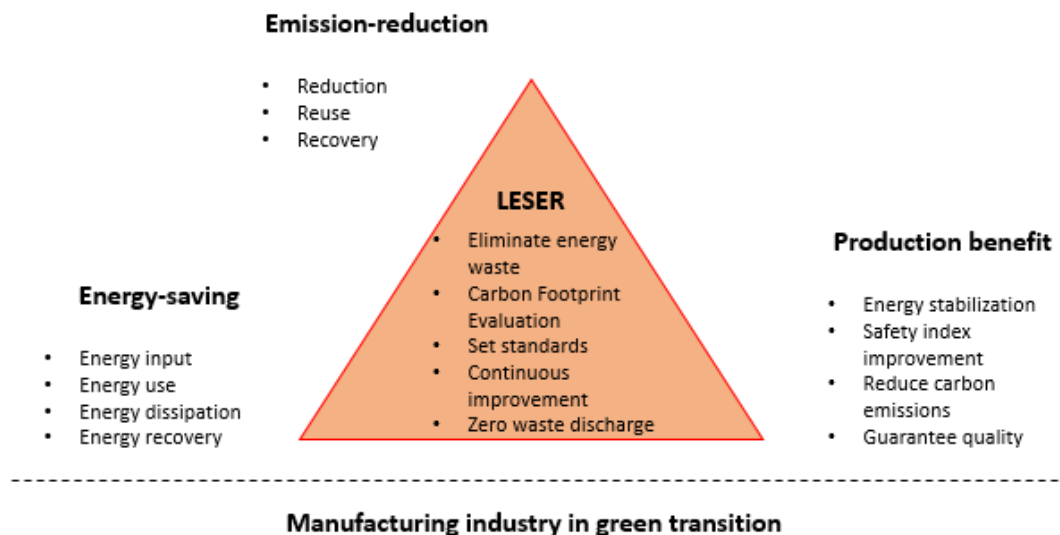 Emission-reduction
• Reduction
• Reuse
• Recovery
LESER
• Eliminate energy
waste
• Carbon Footprint
Evaluation
• Set standards
• Continuous
improvement
• Zero waste discharge
Energy-saving
• Energy input
• Energy use
• Energy dissipation
• Energy recovery
Production benefit
• Energy stabilization
• Safety index
improvement
• Reduce carbon
emissions
• Guarantee quality
Manufacturing industry in green transition